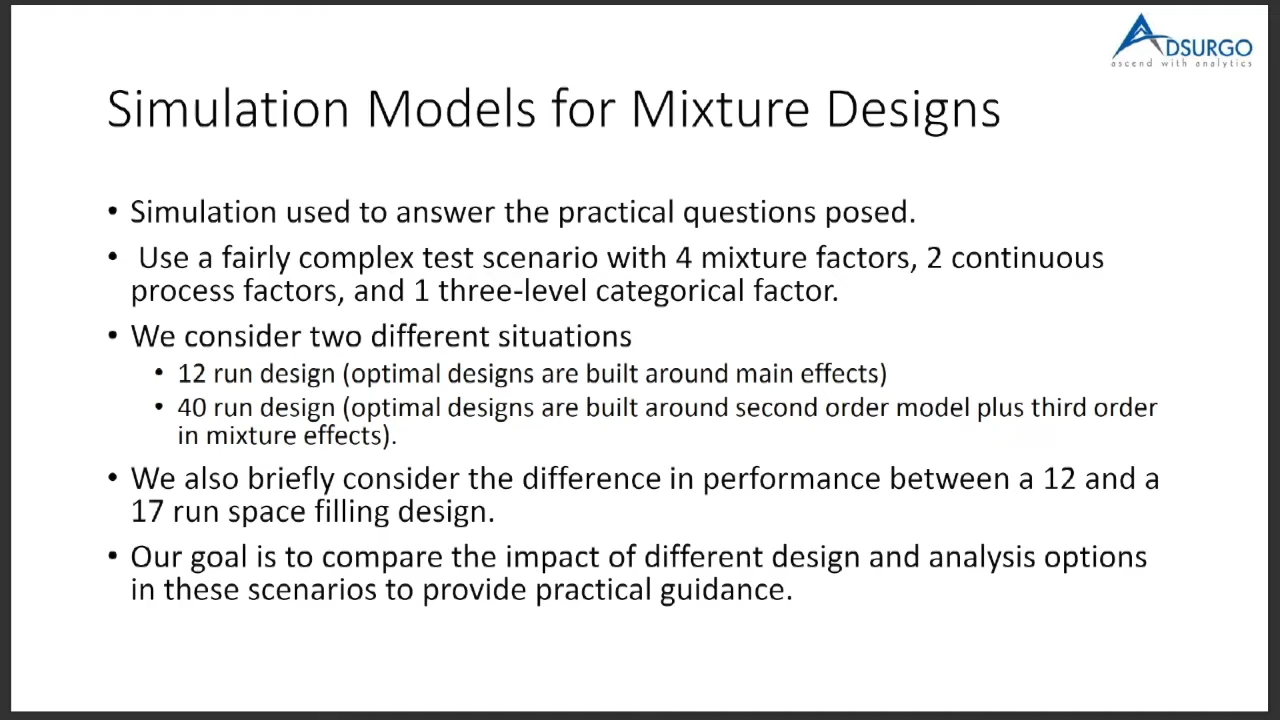 ADSURGO
ascend with analytics
Simulation Models for Mixture Designs
• Simulation used to answer the practical questions posed.
• Use a fairly complex test scenario with 4 mixture factors, 2 continuous
process factors, and 1 three-level categorical factor.
• We consider two different situations
• 12 run design (optimal designs are built around main effects)
• 40 run design (optimal designs are built around second order model plus third order
in mixture effects).
• We also briefly consider the difference in performance between a 12 and a
17 run space filling design.
• Our goal is to compare the impact of different design and analysis options
in these scenarios to provide practical guidance.